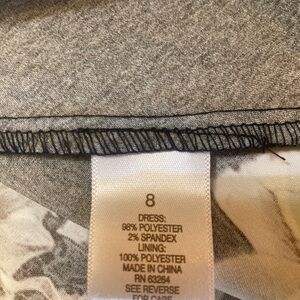 8
DRESS:
98% POLYESTER
2% SPANDEX
LINING:
100% POLYESTER
MADE IN CHINA
RN 63264
SEE REVERSE
FOR CARE